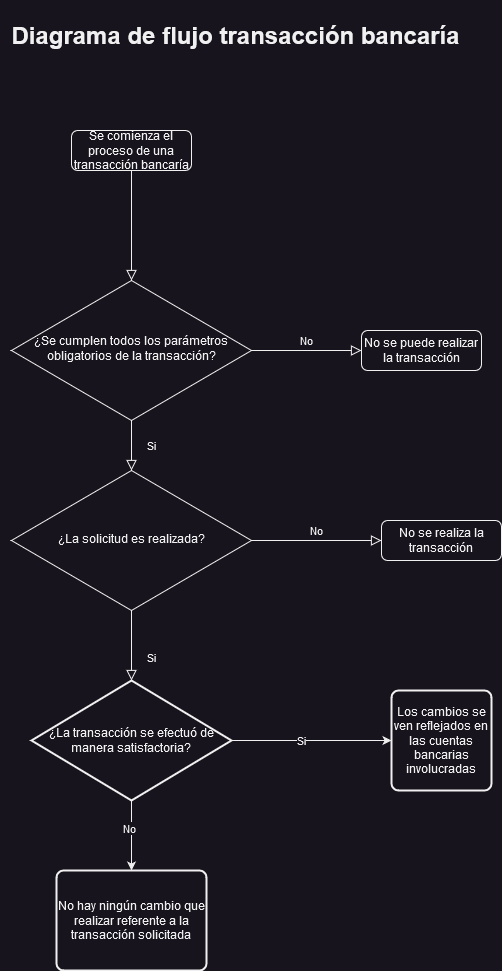 Diagrama de flujo transacción bancaría
Se comienza el
proceso de una
transacción bancaría
¿Se cumplen todos los parámetros
obligatorios de la transacción?
No
No se puede realizar
la transacción
Si
¿La solicitud es realizada?
No
No se realiza la
transacción
Si
¿La transacción se efectuó de
manera satisfactoria?
Si
Los cambios se
ven reflejados en
las cuentas
bancarias
involucradas
No
No hay ningún cambio que
realizar referente a la
transacción solicitada